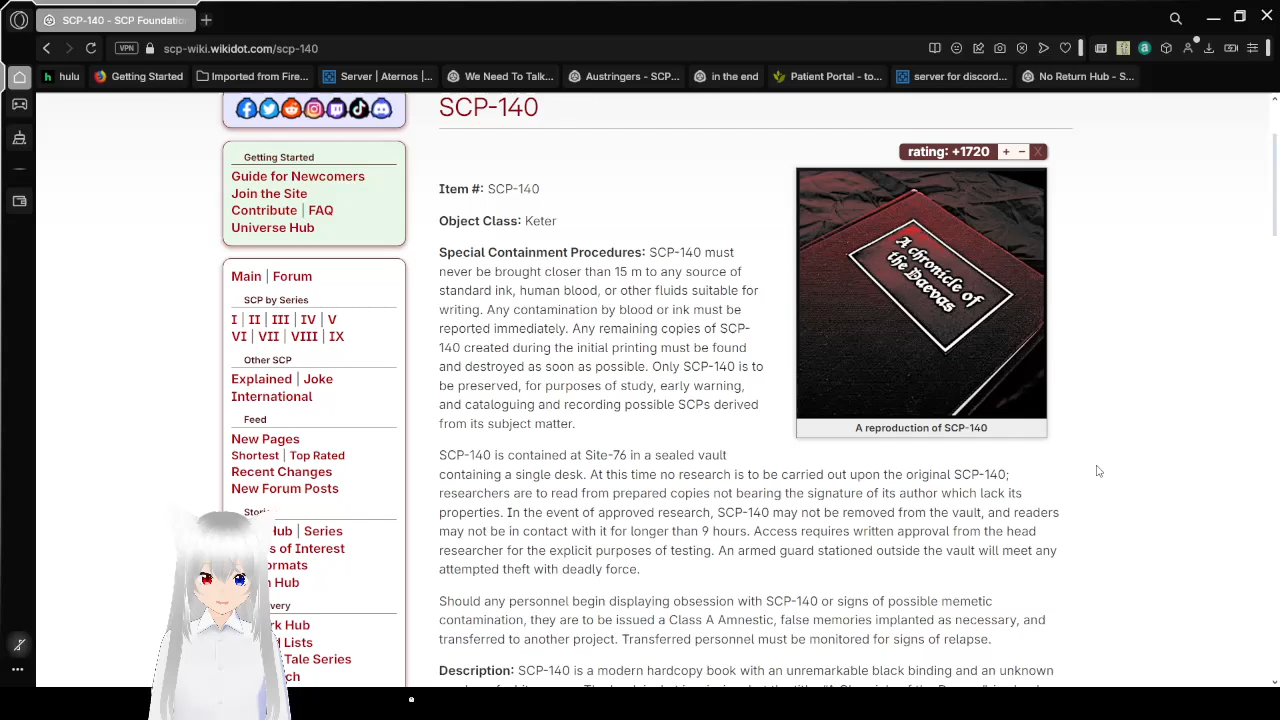 SCP-140 - SCP Foundatio
scp-wiki.wikidot.com/scp-140
VPN
hulu
Getting Started
Imported from Fire...
Server | Aternos |...
We Need To Talk...
Austringers - SCP...
in the end
Patient Portal - to...
server for discord...
No Return Hub - S...
SCP-140
rating: +1720 + − X
Getting Started
Guide for Newcomers
Join the Site
Contribute | FAQ
Universe Hub
Main | Forum
SCP by Series
I | II | III | IV | V
VI | VII | VIII | IX
Other SCP
Explained | Joke
International
Feed
New Pages
Shortest | Top Rated
Recent Changes
New Forum Posts
Hub | Series
s of Interest
ormats
Hub
very
rk Hub
Lists
Tale Series
Item #: SCP-140
Object Class: Keter
Special Containment Procedures: SCP-140 must
never be brought closer than 15 m to any source of
standard ink, human blood, or other fluids suitable for
writing. Any contamination by blood or ink must be
reported immediately. Any remaining copies of SCP-
140 created during the initial printing must be found
and destroyed as soon as possible. Only SCP-140 is to
be preserved, for purposes of study, early warning,
and cataloguing and recording possible SCPs derived
from its subject matter.
A chronicle of
the Daevas
A reproduction of SCP-140
SCP-140 is contained at Site-76 in a sealed vault
containing a single desk. At this time no research is to be carried out upon the original SCP-140;
researchers are to read from prepared copies not bearing the signature of its author which lack its
properties. In the event of approved research, SCP-140 may not be removed from the vault, and readers
may not be in contact with it for longer than 9 hours. Access requires written approval from the head
researcher for the explicit purposes of testing. An armed guard stationed outside the vault will meet any
attempted theft with deadly force.
Should any personnel begin displaying obsession with SCP-140 or signs of possible memetic
contamination, they are to be issued a Class A Amnestic, false memories implanted as necessary, and
transferred to another project. Transferred personnel must be monitored for signs of relapse.
Description: SCP-140 is a modern hardcopy book with an unremarkable black binding and an unknown